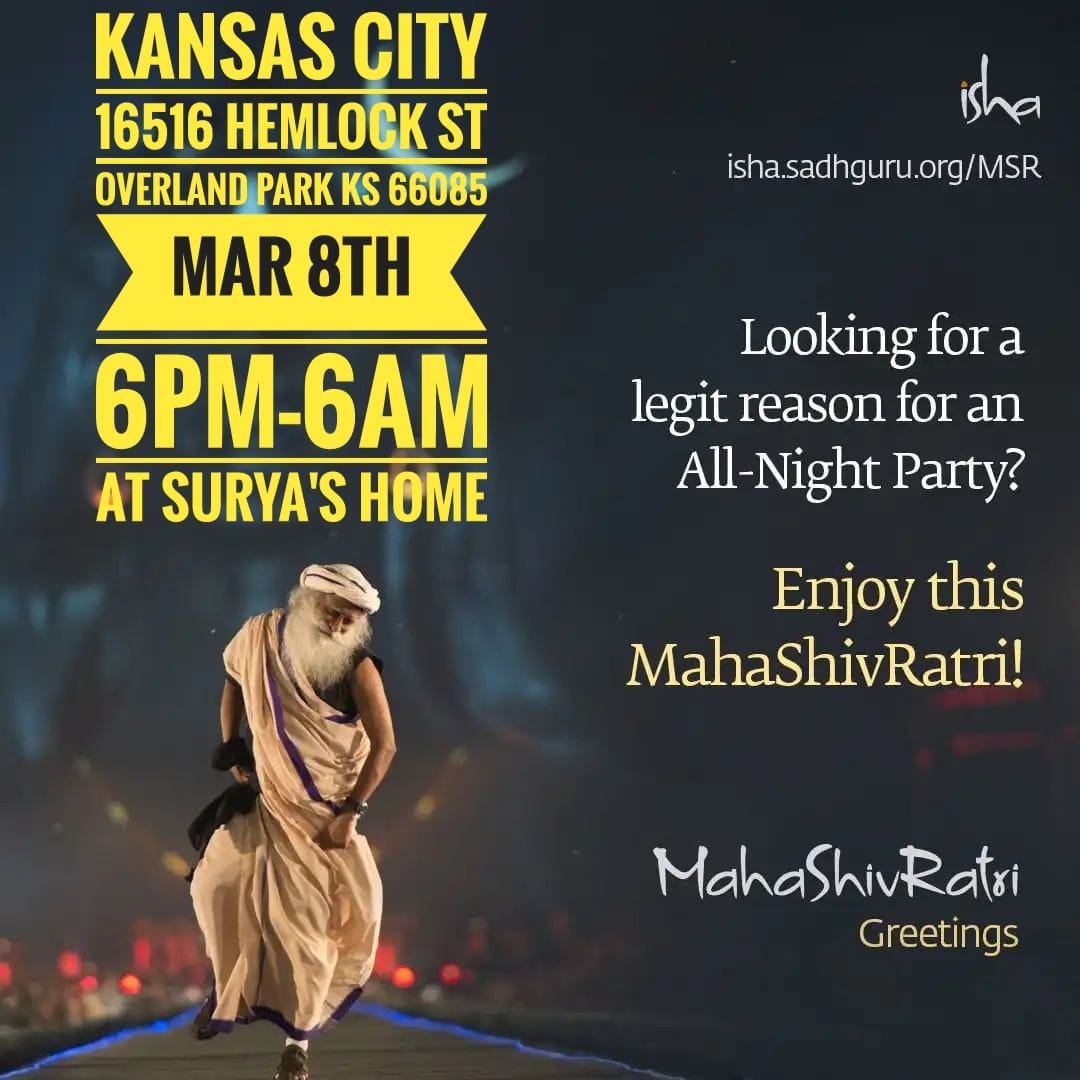 KANSAS CITY
16516 HEMLOCK ST
OVERLAND PARK KS 66085
MAR 8TH
6PM-6AM
AT SURYA'S HOME
isha
isha.sadhguru.org/MSR
Looking for a
legit reason for an
All-Night Party?
Enjoy this
MahaShivRatri!
MahaShivRatri
Greetings